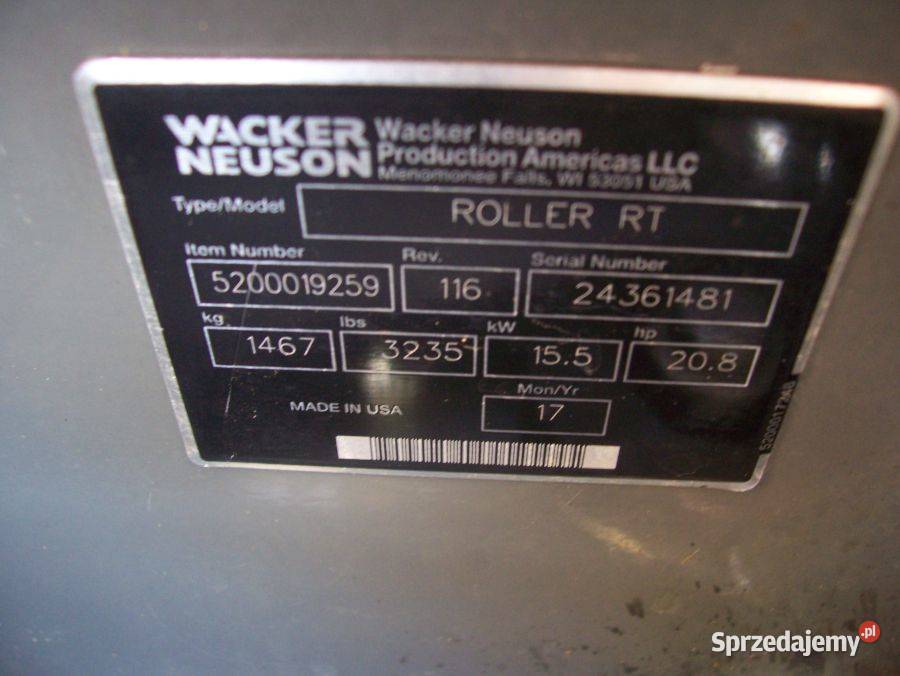 WACKER NEUSON
Wacker Neuson
Production Americas LLC
Menomonee Falls, WI 53051 USA
Type/Model ROLLER RT
Item Number Rev. Serial Number
5200019259 116 24361481
kg lbs kW hp
1467 3235 15.5 20.8
Mon/Yr
MADE IN USA 17
Sprzedajemy.pl